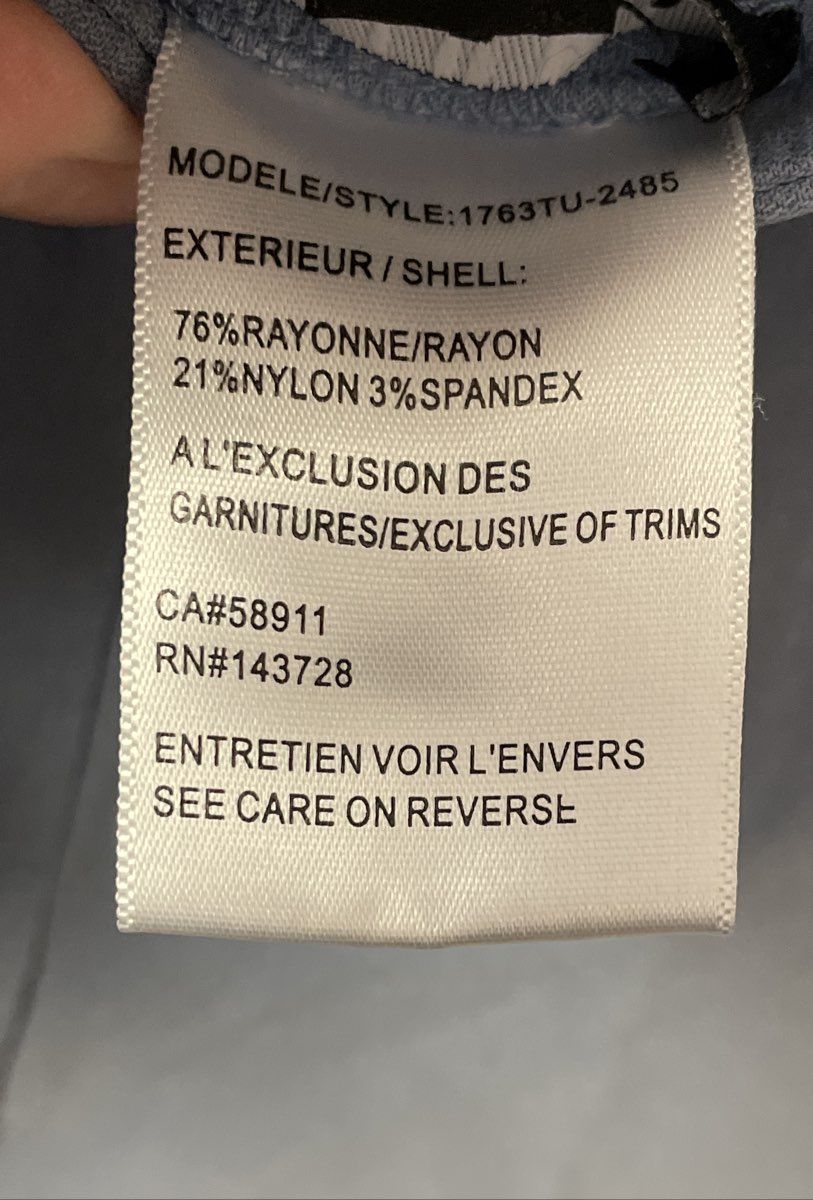 MODELE/STYLE:1763TU-2485
EXTERIEUR / SHELL:
76%RAYONNE/RAYON
21%NYLON 3%SPANDEX
A L'EXCLUSION DES
GARNITURES/EXCLUSIVE OF TRIMS
CA#58911
RN#143728
ENTRETIEN VOIR L'ENVERS
SEE CARE ON REVERSE